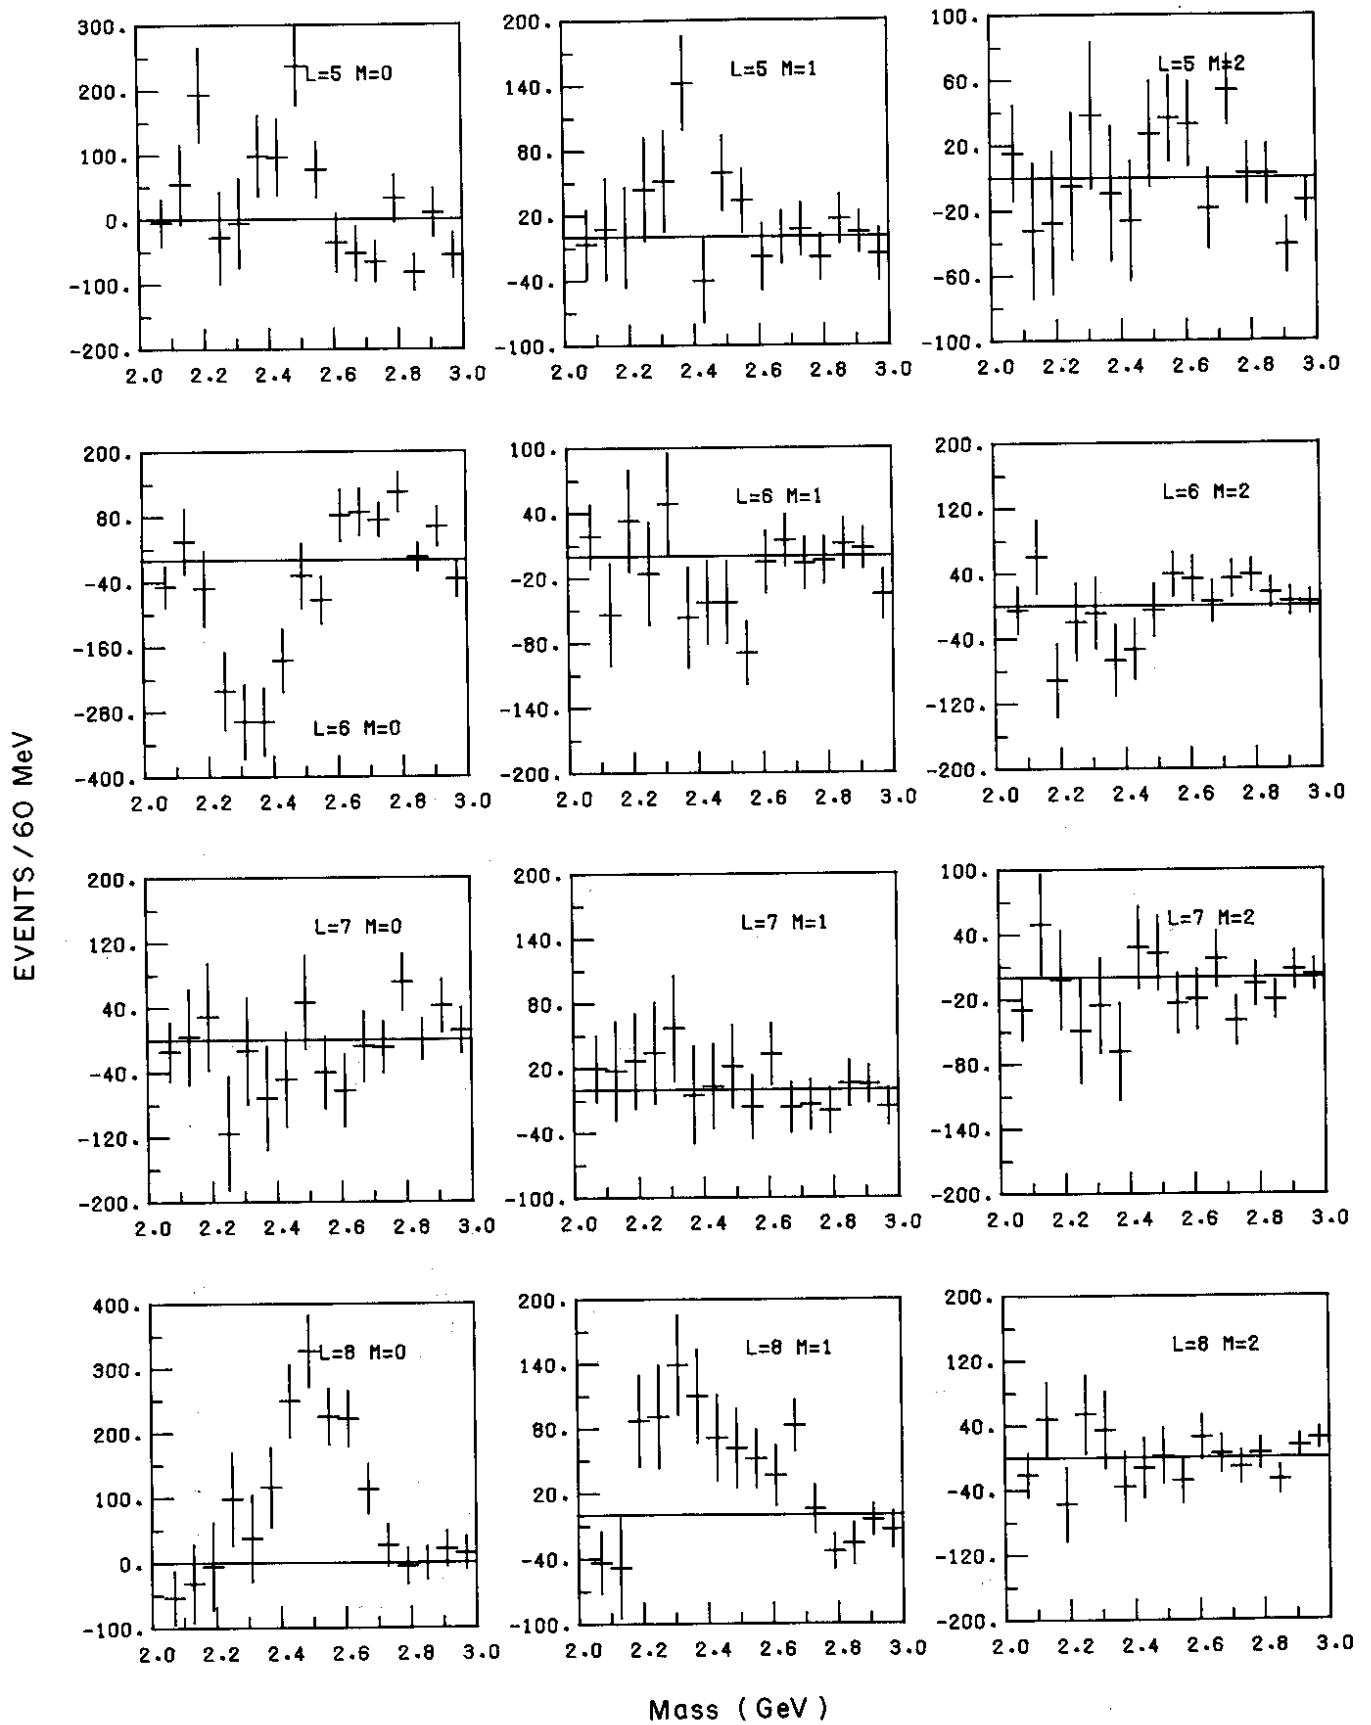 EVENTS / 60 MeV
L=5 M=0
300.
200.
100.
0.
-100.
-200.
2.0 2.2 2.4 2.6 2.8 3.0
L=5 M=1
200.
140.
80.
20.
-40.
-100.
2.0 2.2 2.4 2.6 2.8 3.0
L=5 M=2
100.
60.
20.
-20.
-60.
-100.
2.0 2.2 2.4 2.6 2.8 3.0
200.
80.
-40.
-160.
-280.
L=6 M=0
-400.
2.0 2.2 2.4 2.6 2.8 3.0
100.
L=6 M=1
40.
-20.
-80.
-140.
-200.
2.0 2.2 2.4 2.6 2.8 3.0
200.
L=6 M=2
120.
40.
-40.
-120.
-200.
2.0 2.2 2.4 2.6 2.8 3.0
200.
L=7 M=0
120.
40.
-40.
-120.
-200.
2.0 2.2 2.4 2.6 2.8 3.0
200.
L=7 M=1
140.
80.
20.
-40.
-100.
2.0 2.2 2.4 2.6 2.8 3.0
100.
L=7 M=2
40.
-20.
-80.
-140.
-200.
2.0 2.2 2.4 2.6 2.8 3.0
400.
L=8 M=0
300.
200.
100.
0.
-100.
2.0 2.2 2.4 2.6 2.8 3.0
200.
L=8 M=1
140.
80.
20.
-40.
-100.
2.0 2.2 2.4 2.6 2.8 3.0
200.
L=8 M=2
120.
40.
-40.
-120.
-200.
2.0 2.2 2.4 2.6 2.8 3.0
Mass (GeV)